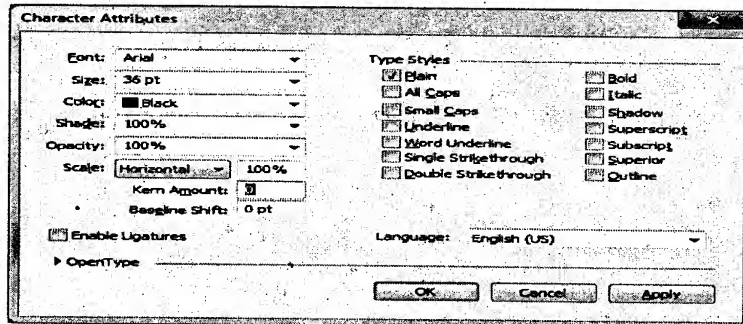 Character Attributes
Font: Arial
Size: 36 pt
Color: Black
Shade: 100%
Opacity: 100%
Scale: Horizontal 100%
Kern Amount: 0
Baseline Shift: 0 pt
Enable Ligatures
OpenType
Type Styles
Plain
All Caps
Small Caps
Underline
Word Underline
Single Strikethrough
Double Strikethrough
Bold
Italic
Shadow
Superscript
Subscript
Superior
Outline
Language: English (US)
OK Cancel Apply